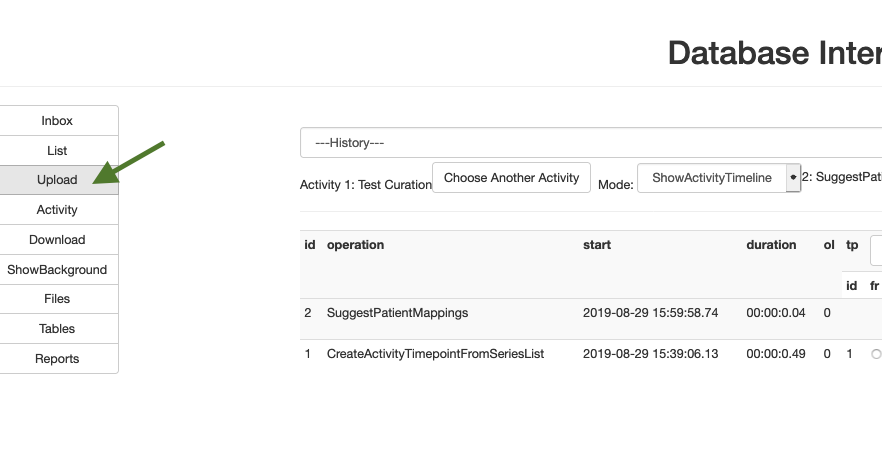 Database Inter
Inbox
List
Upload
Activity
Download
ShowBackground
Files
Tables
Reports
---History---
Activity 1: Test Curation Choose Another Activity Mode: ShowActivityTimeline 2: SuggestPati
id operation start duration ol tp
id fr
2 SuggestPatientMappings 2019-08-29 15:59:58.74 00:00:0.04 0
1 CreateActivityTimepointFromSeriesList 2019-08-29 15:39:06.13 00:00:0.49 0 1